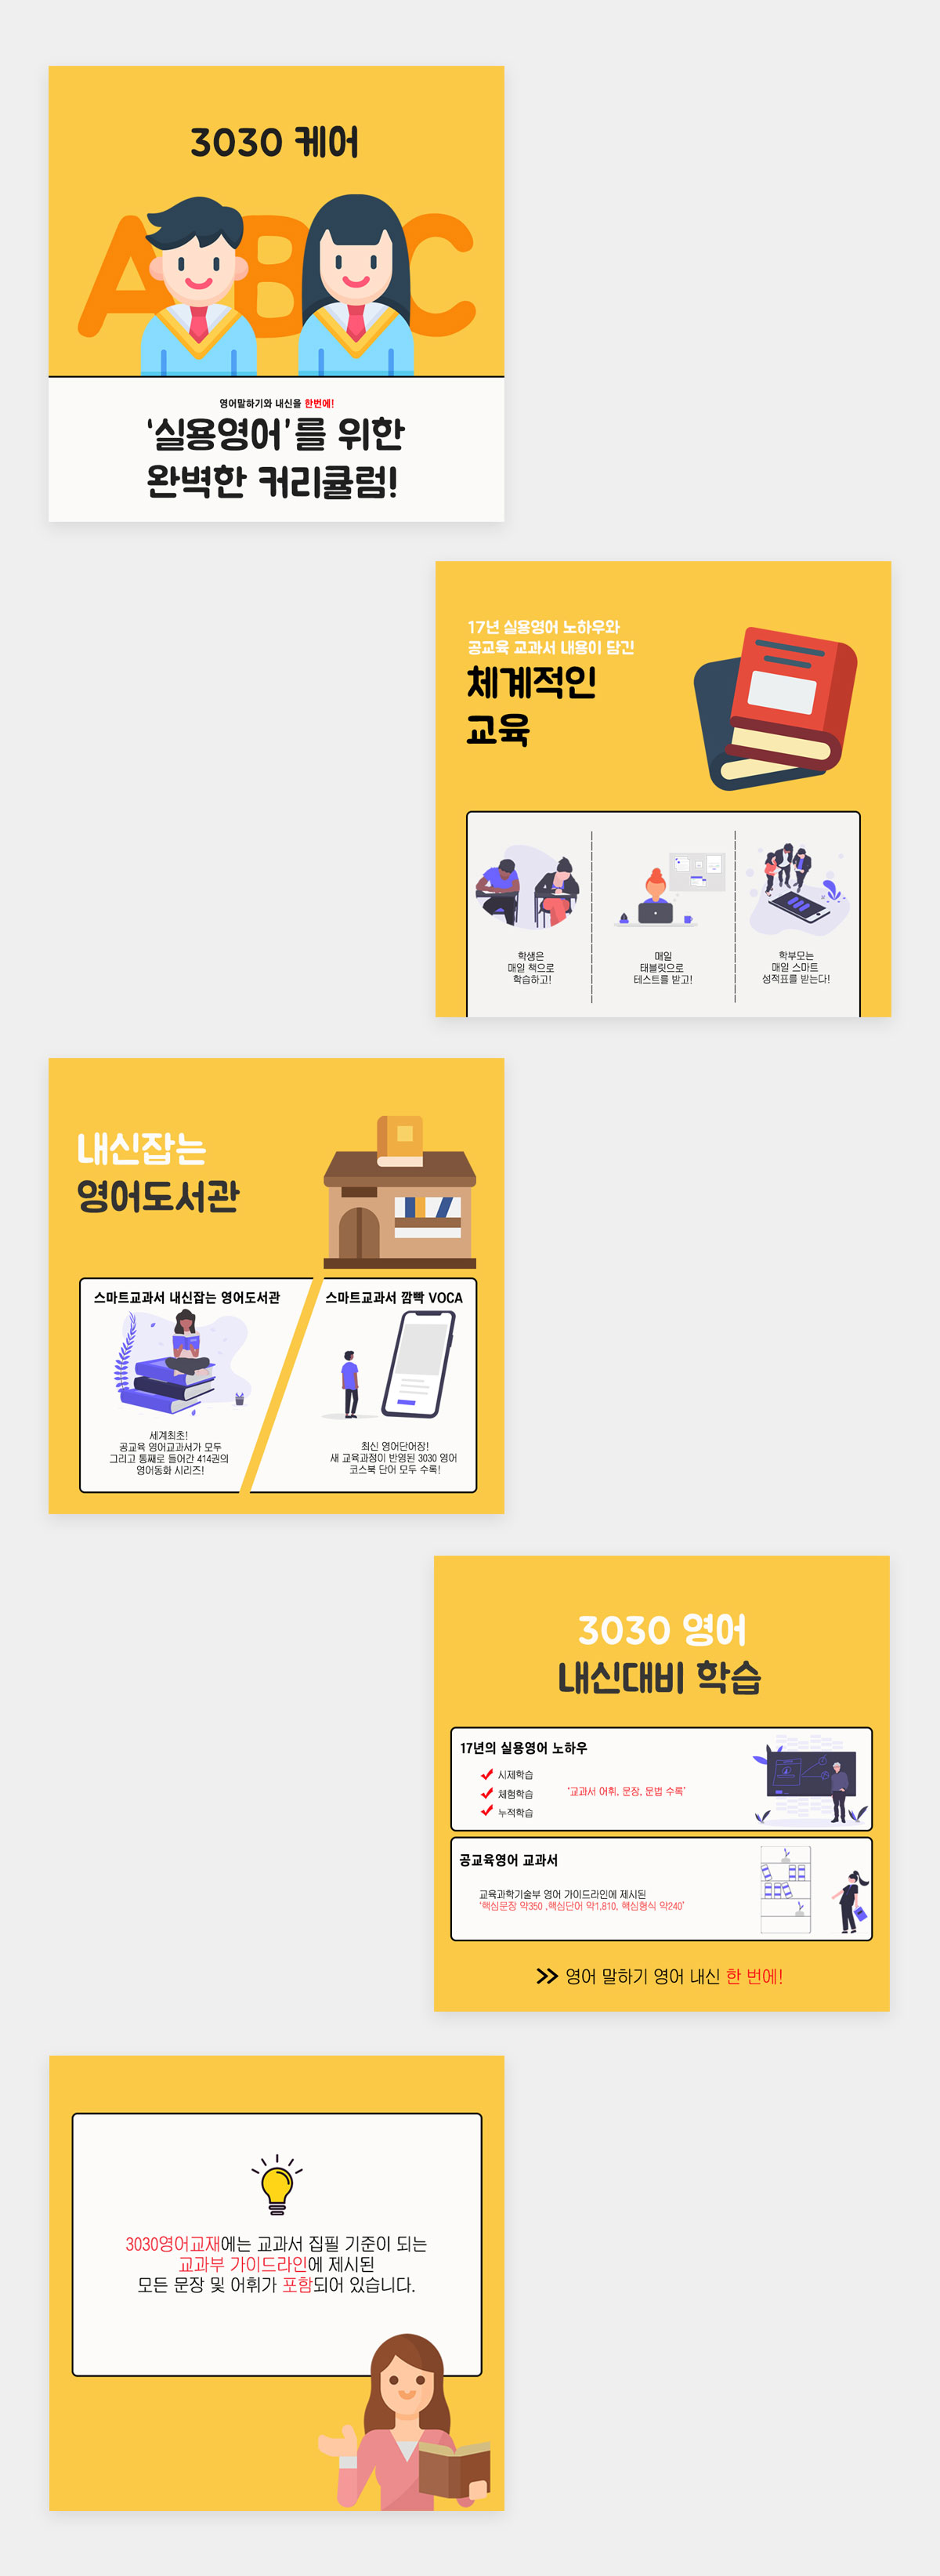 3030 케어
ABC
영어말하기와 내신을 한번에!
‘실용영어’를 위한
완벽한 커리큘럼!
17년 실용영어 노하우와
공교육 교과서 내용이 담긴
체계적인
교육
학생은
매일 책으로
학습하고!
매일
태블릿으로
테스트를 받고!
학부모는
매일 스마트
성적표를 받는다!
내신잡는
영어도서관
스마트교과서 내신잡는 영어도서관
세계최초!
공교육 영어교과서가 모두
그리고 통째로 들어간 414권의
영어동화 시리즈!
스마트교과서 깜빡 VOCA
최신 영어단어장!
새 교육과정이 반영된 3030 영어
코스북 단어 모두 수록!
3030 영어
내신대비 학습
17년의 실용영어 노하우
시제학습
체험학습
누적학습
‘교과서 어휘, 문장, 문법 수록’
공교육영어 교과서
교육과학기술부 영어 가이드라인에 제시된
‘핵심문장 약350 ,핵심단어 약1,810, 핵심형식 약240’
영어 말하기 영어 내신 한 번에!
3030영어교재에는 교과서 집필 기준이 되는
교과부 가이드라인에 제시된
모든 문장 및 어휘가 포함되어 있습니다.